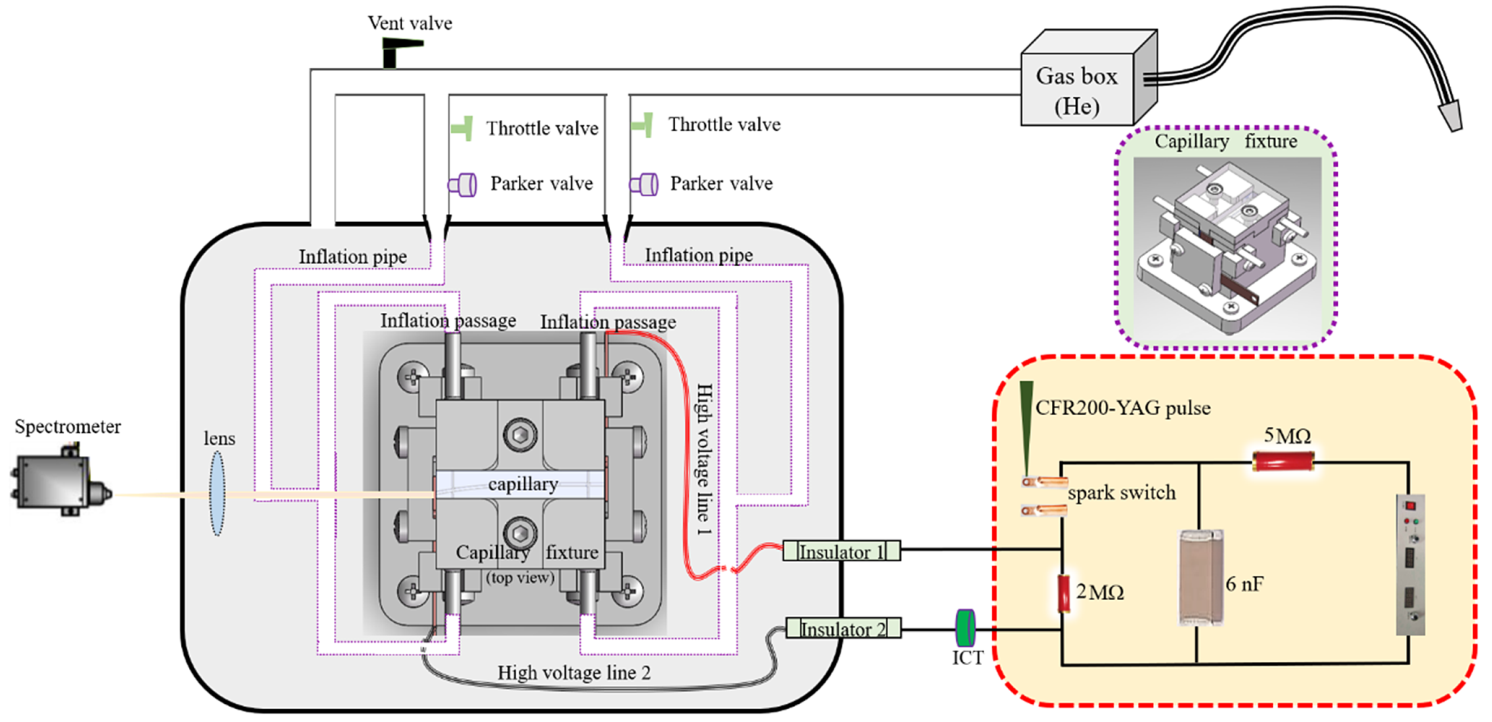 Vent valve
Gas box
(He)
Throttle valve
Throttle valve
Parker valve
Parker valve
Capillary fixture
Inflation pipe
Inflation pipe
Inflation passage
Inflation passage
High voltage line 1
Spectrometer
lens
capillary
Capillary fixture
(top view)
Insulator 1
Insulator 2
High voltage line 2
ICT
CFR200-YAG pulse
spark switch
5MΩ
2MΩ
6 nF